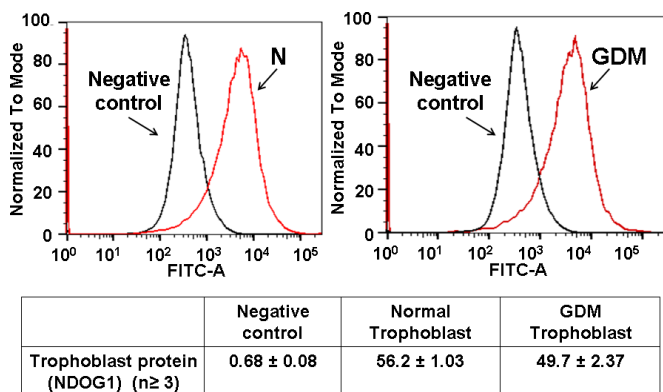 Normalized To Mode
100
80
60
40
20
0
Negative
control
N
10⁰ 10¹ 10² 10³ 10⁴ 10⁵
FITC-A
Normalized To Mode
100
80
60
40
20
0
Negative
control
GDM
10⁰ 10¹ 10² 10³ 10⁴ 10⁵
FITC-A
Negative
control
Normal
Trophoblast
GDM
Trophoblast
Trophoblast protein
(NDOG1) (n≥ 3)
0.68 ± 0.08
56.2 ± 1.03
49.7 ± 2.37